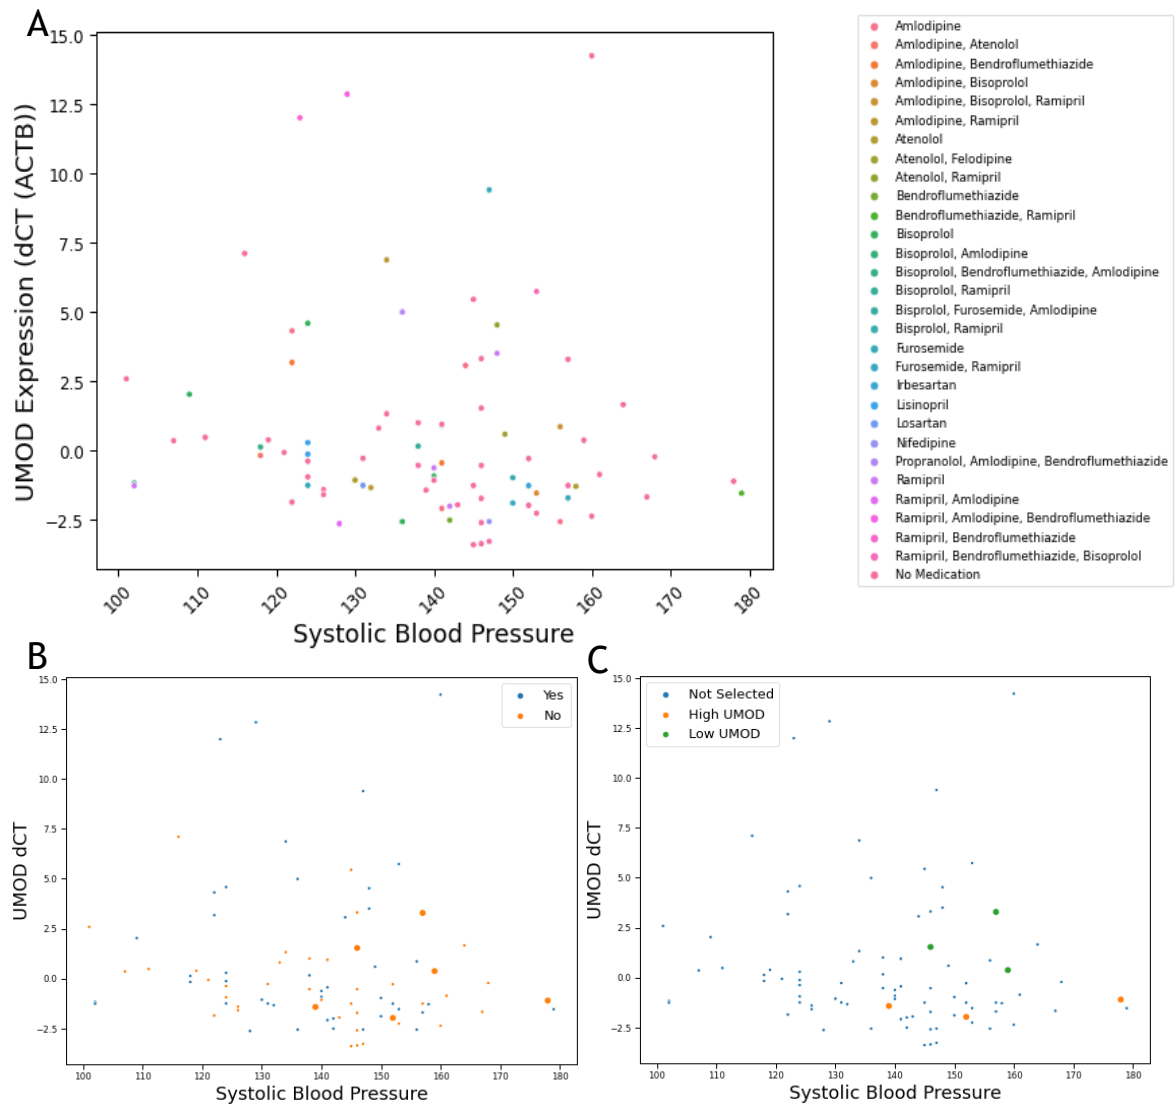 A
15.0
12.5
10.0
7.5
5.0
2.5
0.0
−2.5
UMOD Expression (dCT (ACTB))
100
110
120
130
140
150
160
170
180
Systolic Blood Pressure
Amlodipine
Amlodipine, Atenolol
Amlodipine, Bendroflumethiazide
Amlodipine, Bisoprolol
Amlodipine, Bisoprolol, Ramipril
Amlodipine, Ramipril
Atenolol
Atenolol, Felodipine
Atenolol, Ramipril
Bendroflumethiazide
Bendroflumethiazide, Ramipril
Bisoprolol
Bisoprolol, Amlodipine
Bisoprolol, Bendroflumethiazide, Amlodipine
Bisoprolol, Ramipril
Bisprolol, Furosemide, Amlodipine
Bisprolol, Ramipril
Furosemide
Furosemide, Ramipril
Irbesartan
Lisinopril
Losartan
Nifedipine
Propranolol, Amlodipine, Bendroflumethiazide
Ramipril
Ramipril, Amlodipine
Ramipril, Amlodipine, Bendroflumethiazide
Ramipril, Bendroflumethiazide
Ramipril, Bendroflumethiazide, Bisoprolol
No Medication
B
15.0
12.5
10.0
7.5
5.0
2.5
0.0
−2.5
UMOD dCT
100
110
120
130
140
150
160
170
180
Systolic Blood Pressure
Yes
No
C
15.0
12.5
10.0
7.5
5.0
2.5
0.0
−2.5
UMOD dCT
100
110
120
130
140
150
160
170
180
Systolic Blood Pressure
Not Selected
High UMOD
Low UMOD